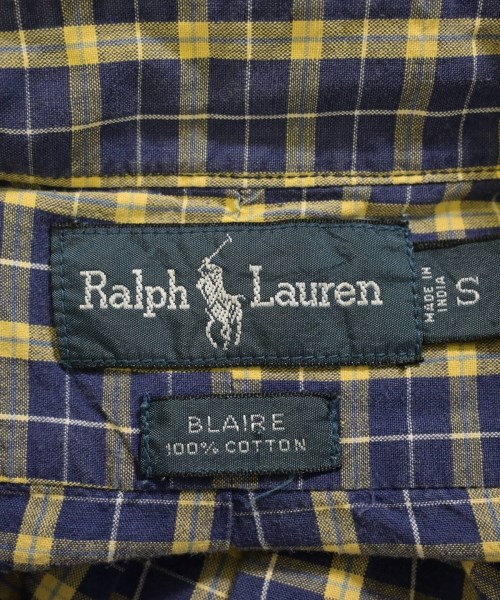 Ralph Lauren
MADE IN
INDIA
S
BLAIRE
100% COTTON